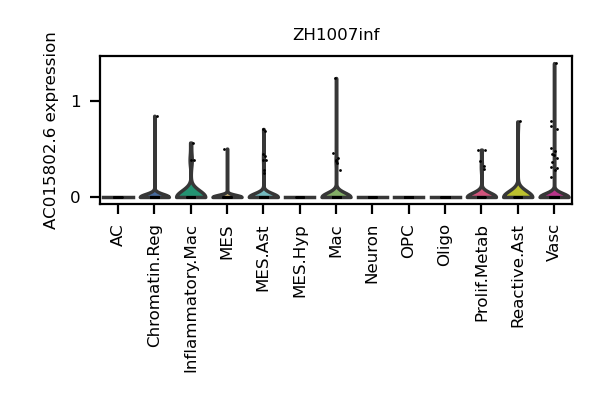 ZH1007inf
AC015802.6 expression
1
0
AC
Chromatin.Reg
Inflammatory.Mac
MES
MES.Ast
MES.Hyp
Mac
Neuron
OPC
Oligo
Prolif.Metab
Reactive.Ast
Vasc